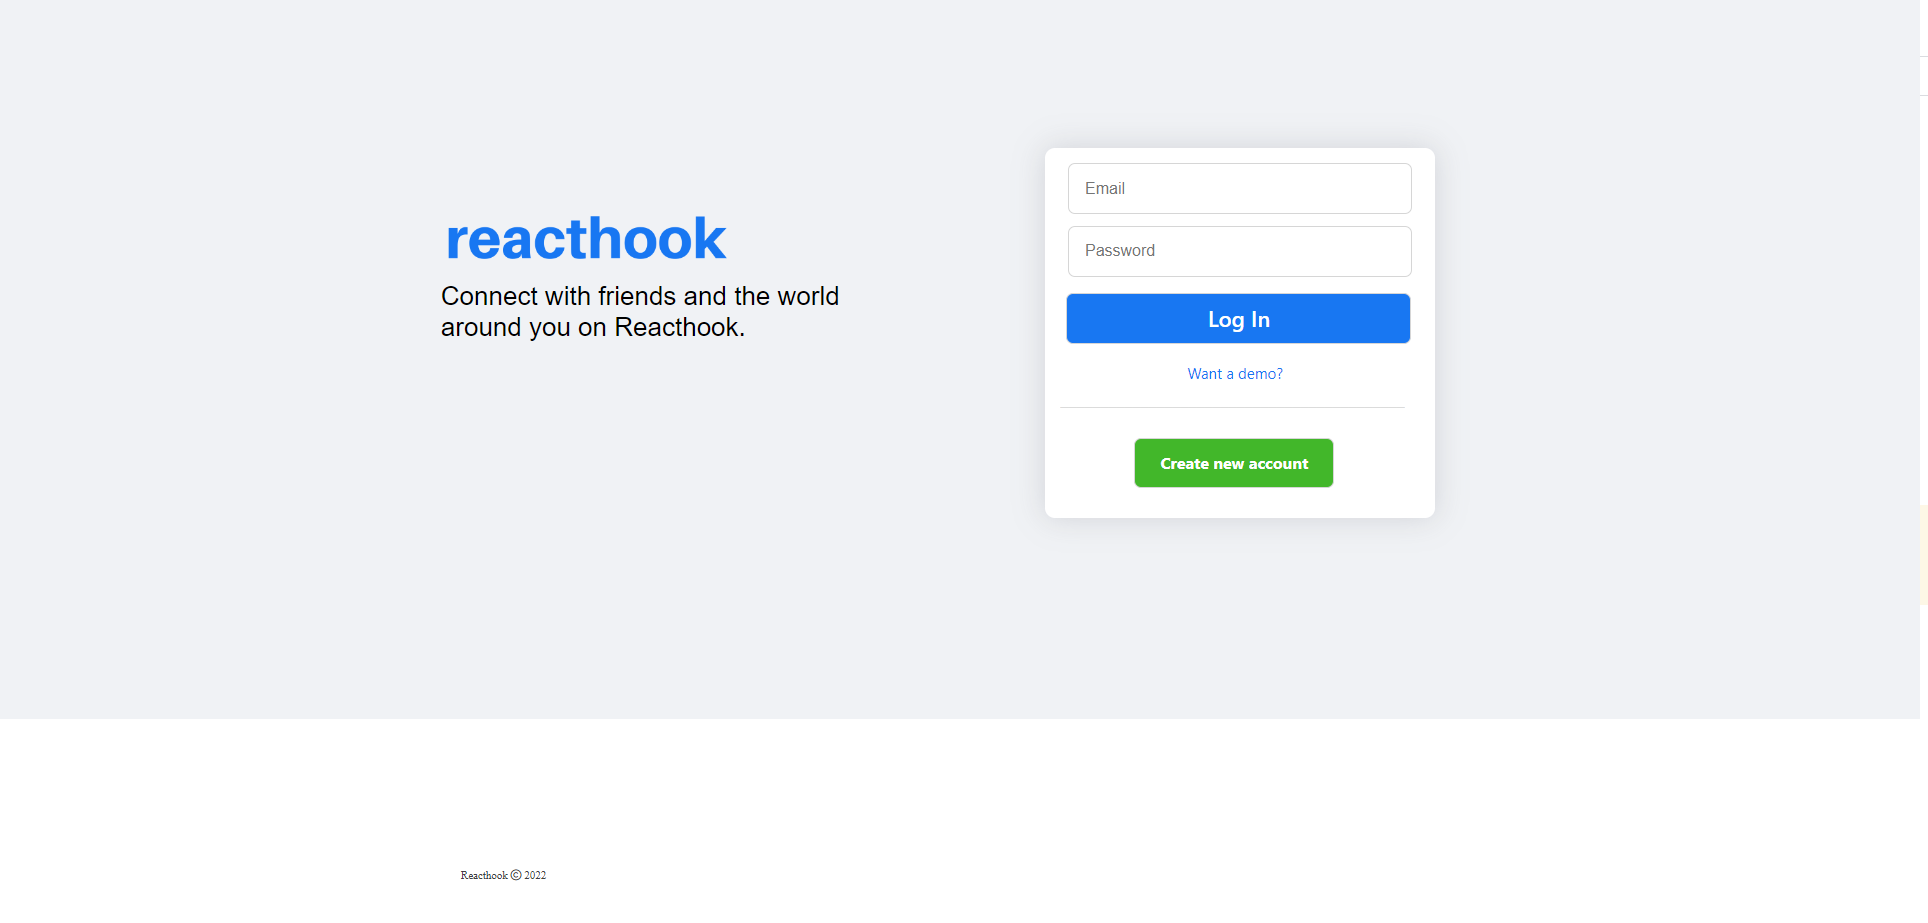 reacthook
Connect with friends and the world
around you on Reacthook.
Email
Password
Log In
Want a demo?
Create new account
Reacthook © 2022